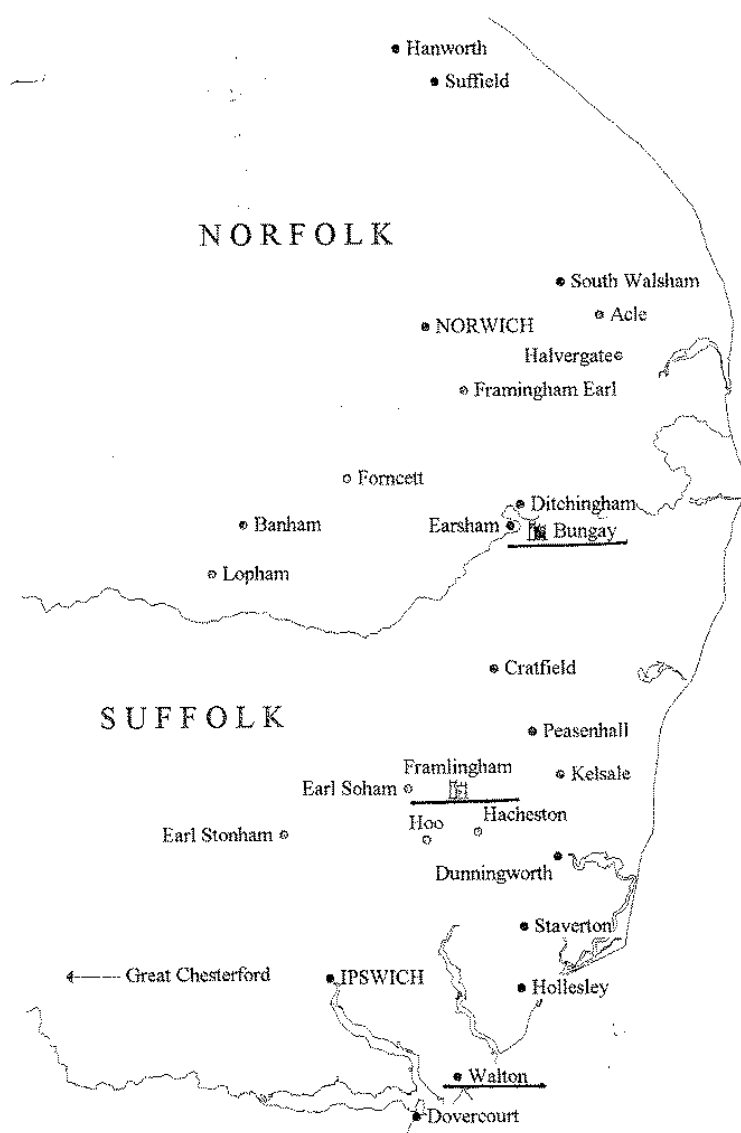 Hanworth
Suffield
NORFOLK
South Walsham
Acle
NORWICH
Halvergate
Framingham Earl
Forncett
Ditchingham
Banham
Earsham
Bungay
Lopham
Cratfield
SUFFOLK
Peasenhall
Framlingham
Kelsale
Earl Soham
Hacheston
Hoo
Earl Stonham
Dunningworth
Staverton
Great Chesterford
IPSWICH
Hollesley
Walton
Dovercourt